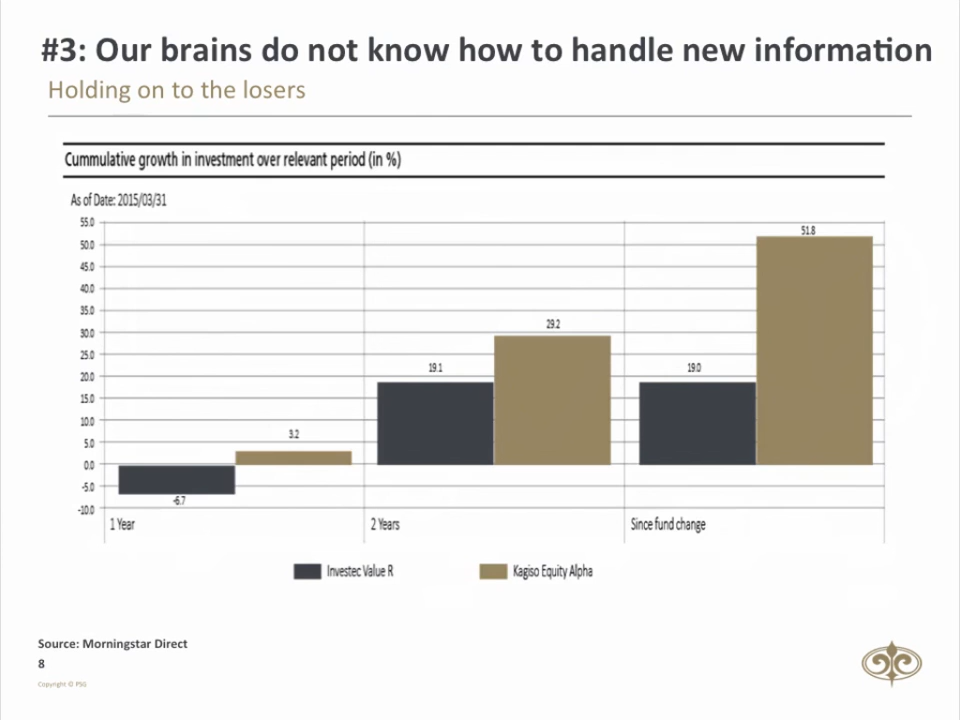 #3: Our brains do not know how to handle new information
Holding on to the losers
Cummulative growth in investment over relevant period (in %)
As of Date: 2015/03/31
55.0
50.0
45.0
40.0
35.0
30.0
25.0
20.0
15.0
10.0
5.0
0.0
-5.0
-10.0
-6.7
3.2
19.1
29.2
19.0
51.8
1 Year
2 Years
Since fund change
Investec Value R
Kagiso Equity Alpha
Source: Morningstar Direct
8
Copyright © PSG